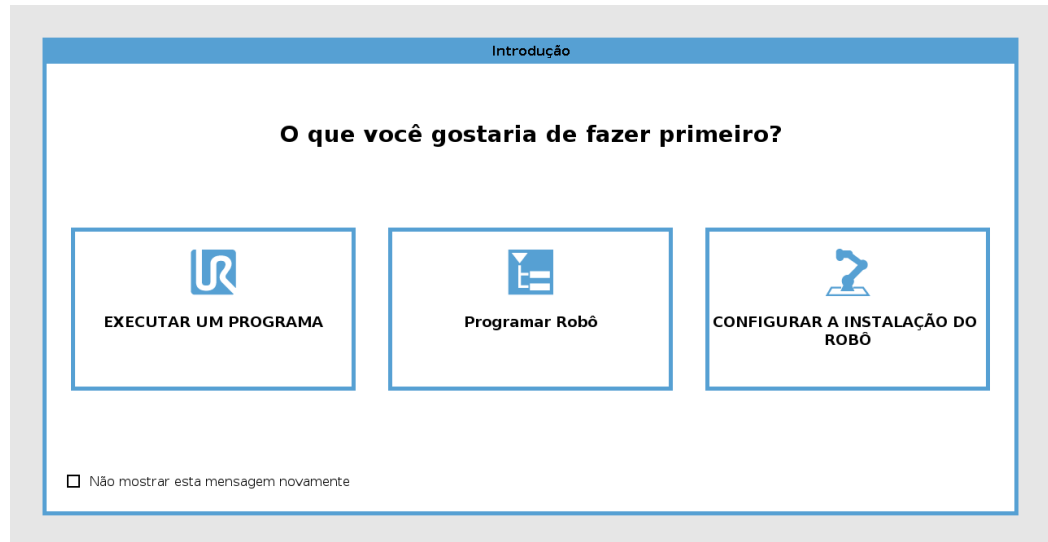 Introdução
O que você gostaria de fazer primeiro?
EXECUTAR UM PROGRAMA
Programar Robô
CONFIGURAR A INSTALAÇÃO DO
ROBÔ
Não mostrar esta mensagem novamente